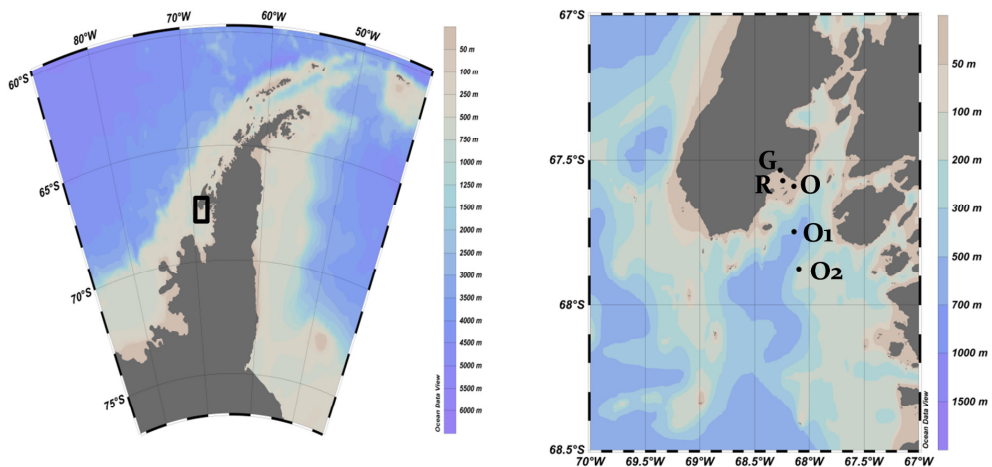 80°W
70°W
60°W
50°W
60°S
65°S
70°S
75°S
50 m
100 m
250 m
500 m
750 m
1000 m
1250 m
1500 m
2000 m
2500 m
3000 m
3500 m
4000 m
4500 m
5000 m
5500 m
6000 m
Ocean Data View
67°S
67.5°S
68°S
68.5°S
70°W
69.5°W
69°W
68.5°W
68°W
67.5°W
67°W
G
R
O
O1
O2
50 m
100 m
200 m
300 m
500 m
700 m
1000 m
1500 m
Ocean Data View